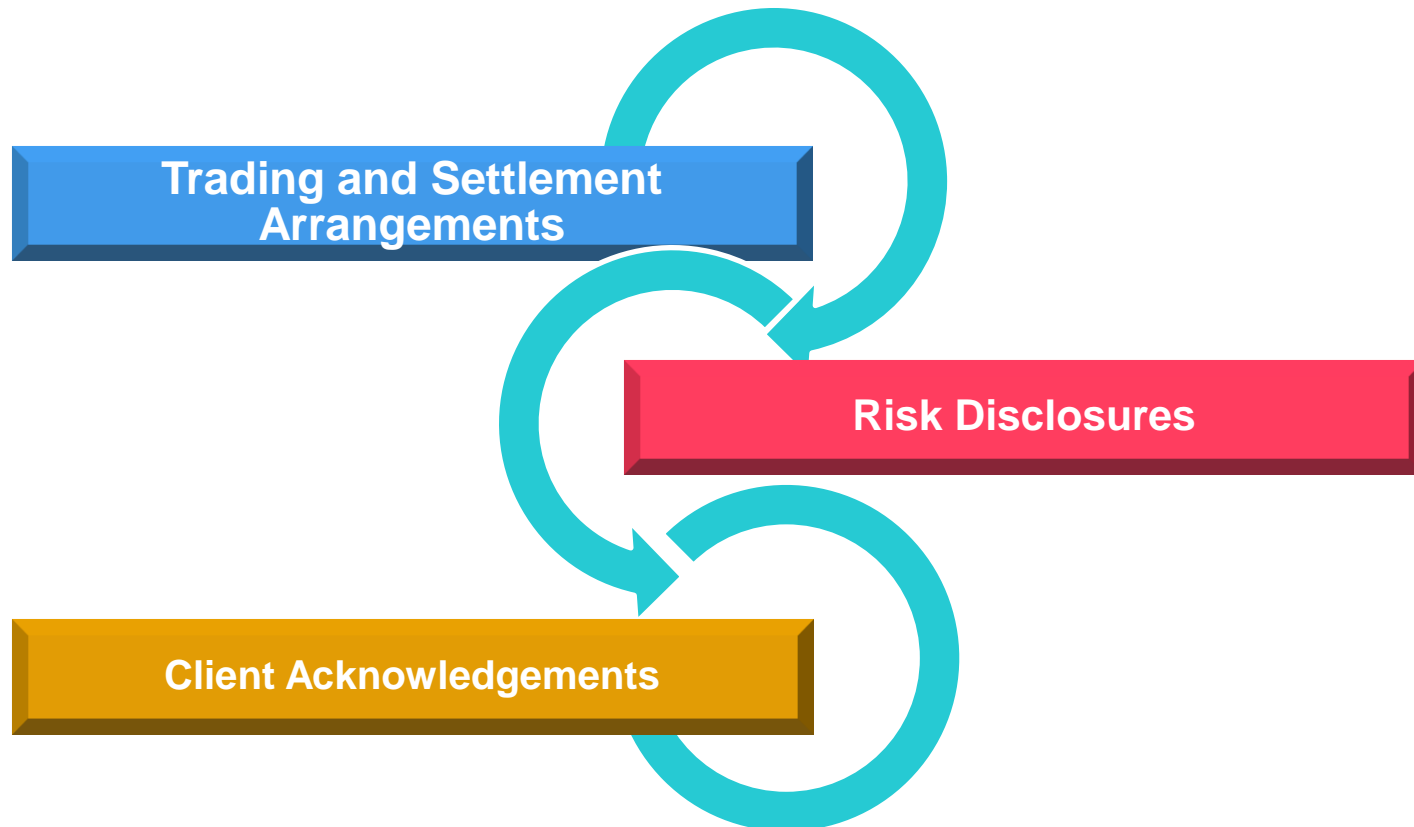 Trading and Settlement
Arrangements
Risk Disclosures
Client Acknowledgements